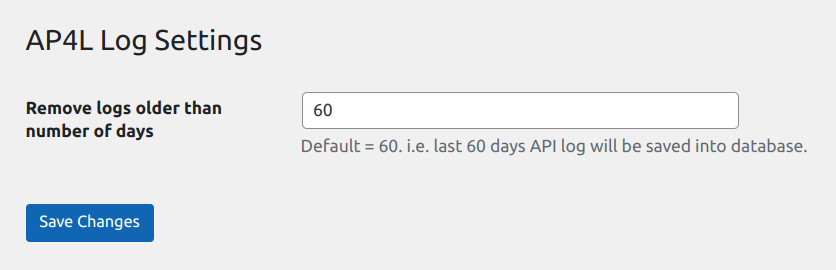 AP4L Log Settings
Remove logs older than
number of days
60
Default = 60. i.e. last 60 days API log will be saved into database.
Save Changes